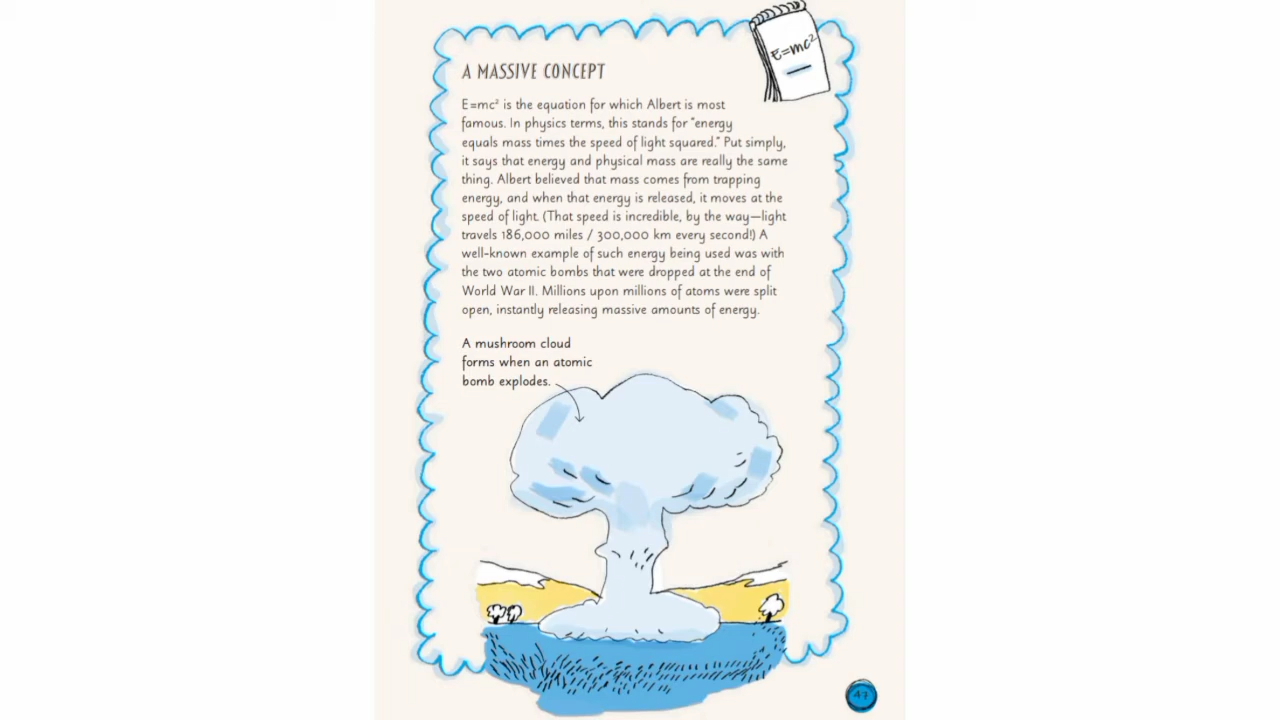 E=mc²
A MASSIVE CONCEPT
E=mc² is the equation for which Albert is most
famous. In physics terms, this stands for "energy
equals mass times the speed of light squared." Put simply,
it says that energy and physical mass are really the same
thing. Albert believed that mass comes from trapping
energy, and when that energy is released, it moves at the
speed of light. (That speed is incredible, by the way—light
travels 186,000 miles / 300,000 km every second!) A
well-known example of such energy being used was with
the two atomic bombs that were dropped at the end of
World War II. Millions upon millions of atoms were split
open, instantly releasing massive amounts of energy.
A mushroom cloud
forms when an atomic
bomb explodes.
47